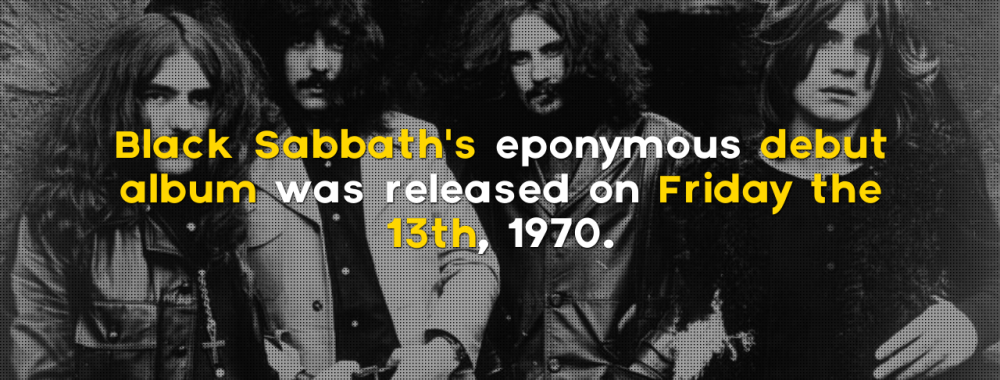 Black Sabbath's eponymous debut
album was released on Friday the
13th, 1970.